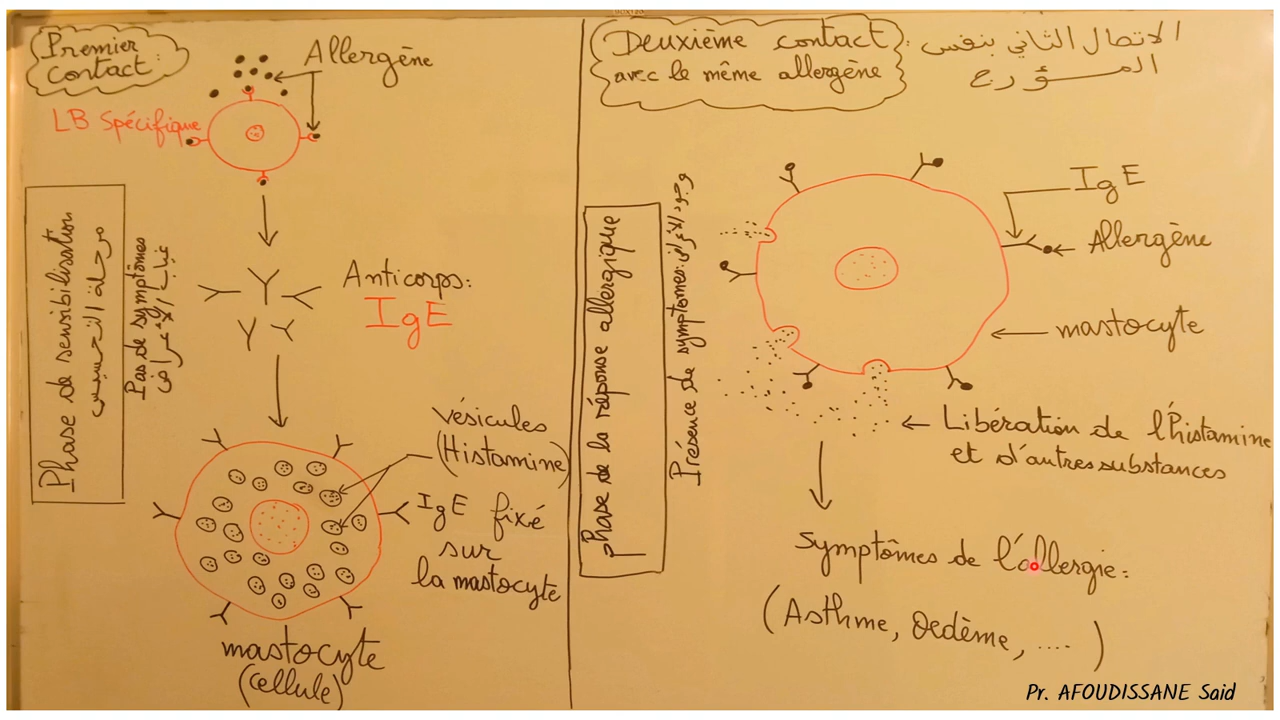 Premier
contact:
Allergène
LB Spécifique
Phase de sensibilisation
مرحلة التحسيس
Pas de symptômes
غياب الأعراض
Anticorps:
IgE
vésicules
(Histamine)
IgE fixé
sur
la mastocyte
mastocyte
(cellule)
Deuxième contact
avec le même allergène
: الاتصال الثاني بنفس
المؤرج
Phase de la réponse allergique
Présence de symptomes: وجود الأعراض
IgE
Allergène
mastocyte
Libération de l'histamine
et d'autres substances
Symptômes de l'allergie:
(Asthme, Oedème, .... )
Pr. AFOUDISSANE Said